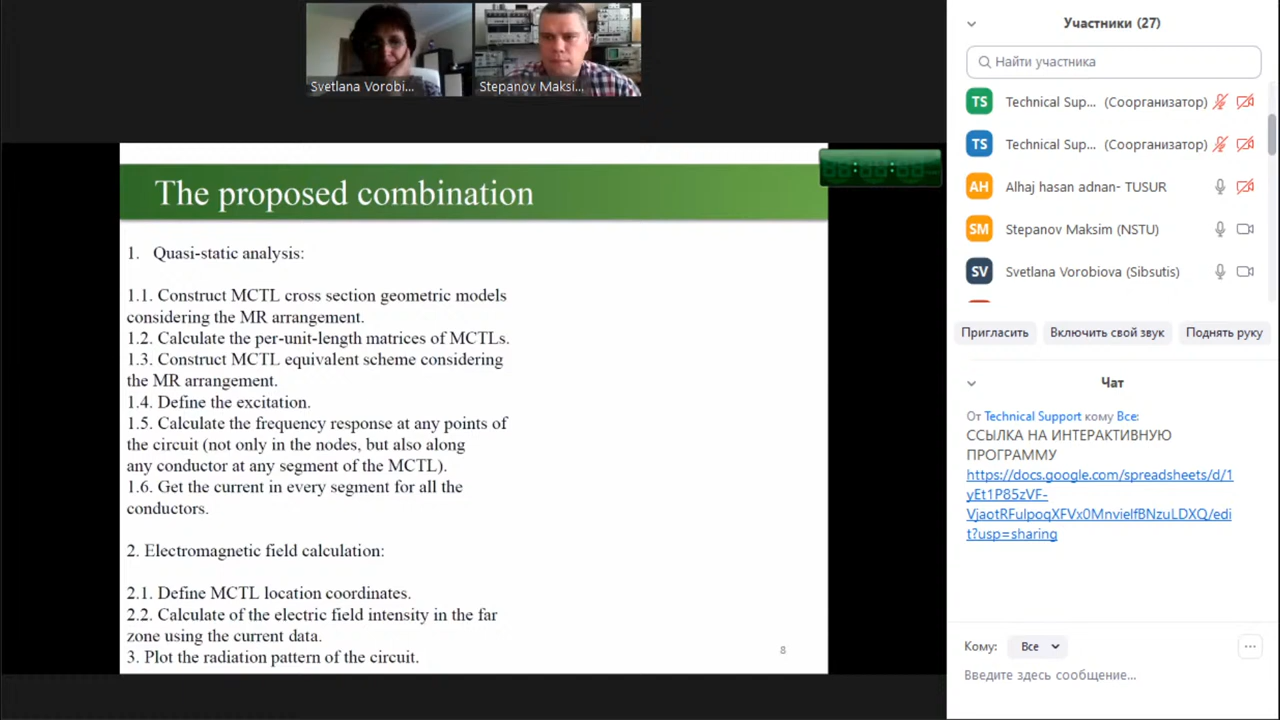 Svetlana Vorobi...
Stepanov Maksi...
The proposed combination
1. Quasi-static analysis:
1.1. Construct MCTL cross section geometric models
considering the MR arrangement.
1.2. Calculate the per-unit-length matrices of MCTLs.
1.3. Construct MCTL equivalent scheme considering
the MR arrangement.
1.4. Define the excitation.
1.5. Calculate the frequency response at any points of
the circuit (not only in the nodes, but also along
any conductor at any segment of the MCTL).
1.6. Get the current in every segment for all the
conductors.
2. Electromagnetic field calculation:
2.1. Define MCTL location coordinates.
2.2. Calculate of the electric field intensity in the far
zone using the current data.
3. Plot the radiation pattern of the circuit.
8
Участники (27)
Найти участника
TS Technical Sup... (Соорганизатор)
TS Technical Sup... (Соорганизатор)
AH Alhaj hasan adnan- TUSUR
SM Stepanov Maksim (NSTU)
SV Svetlana Vorobiova (Sibsutis)
Пригласить Включить свой звук Поднять руку
Чат
От Technical Support кому Все:
ССЫЛКА НА ИНТЕРАКТИВНУЮ
ПРОГРАММУ
https://docs.google.com/spreadsheets/d/1
yEt1P85zVF-
VjaotRFuIpoqXFVx0MnvieIfBNzuLDXQ/edi
t?usp=sharing
Кому: Все
Введите здесь сообщение...